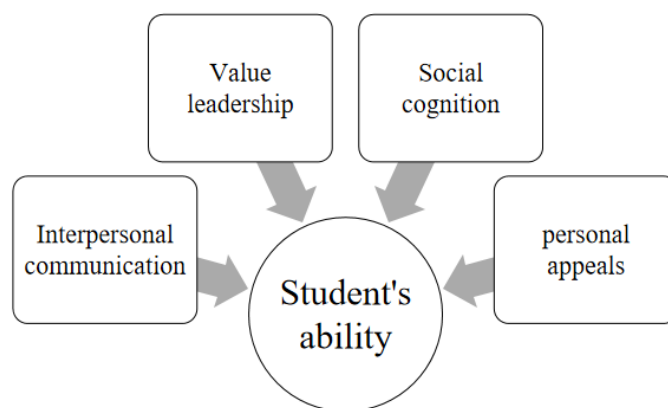 Value
leadership
Social
cognition
Interpersonal
communication
personal
appeals
Student's
ability